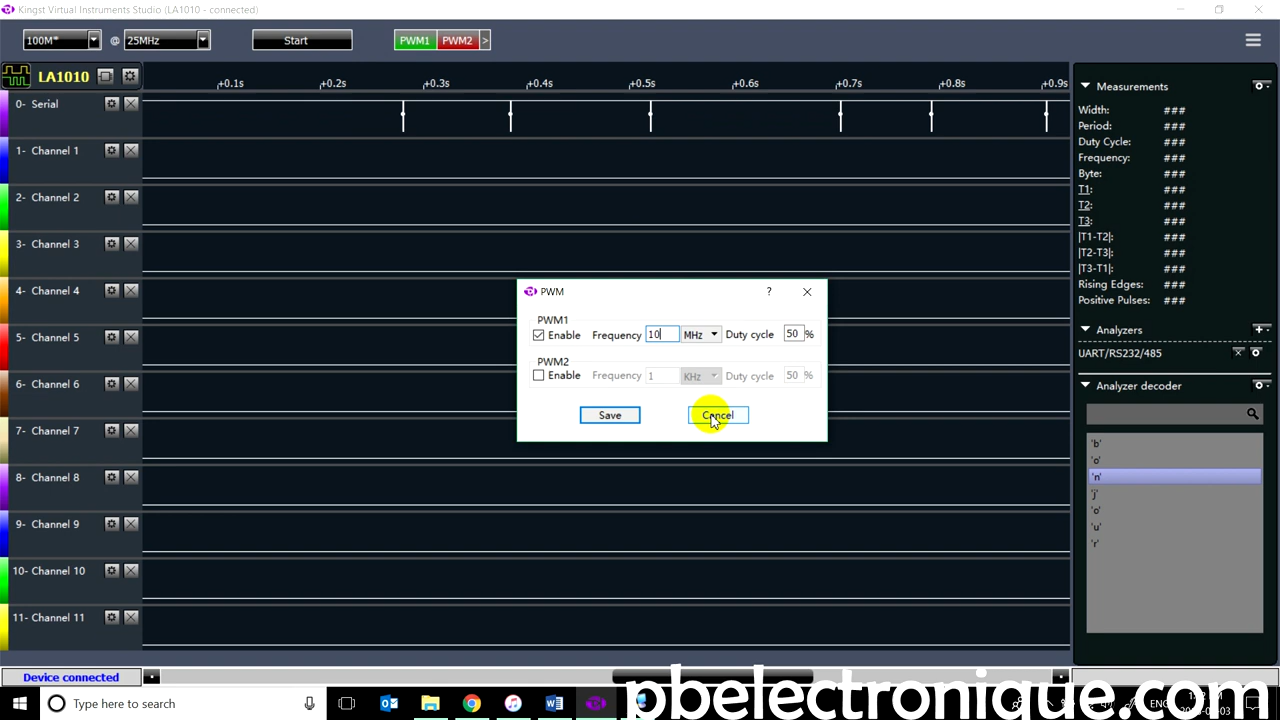 Kingst Virtual Instruments Studio (LA1010 - connected)
100M* @ 25MHz Start PWM1 PWM2 >
LA1010
+0.1s +0.2s +0.3s +0.4s +0.5s +0.6s +0.7s +0.8s +0.9s
0- Serial
1- Channel 1
2- Channel 2
3- Channel 3
4- Channel 4
5- Channel 5
6- Channel 6
7- Channel 7
8- Channel 8
9- Channel 9
10- Channel 10
11- Channel 11
PWM ?
PWM1
Enable Frequency 10 MHz Duty cycle 50 %
PWM2
Enable Frequency 1 KHz Duty cycle 50 %
Save Cancel
Measurements
Width: ###
Period: ###
Duty Cycle: ###
Frequency: ###
Byte: ###
T1: ###
T2: ###
T3: ###
|T1-T2|: ###
|T2-T3|: ###
|T3-T1|: ###
Rising Edges: ###
Positive Pulses: ###
Analyzers
UART/RS232/485
Analyzer decoder
'b'
'o'
'n'
'j'
'o'
'u'
'r'
Device connected
Type here to search
pbelectronique.com